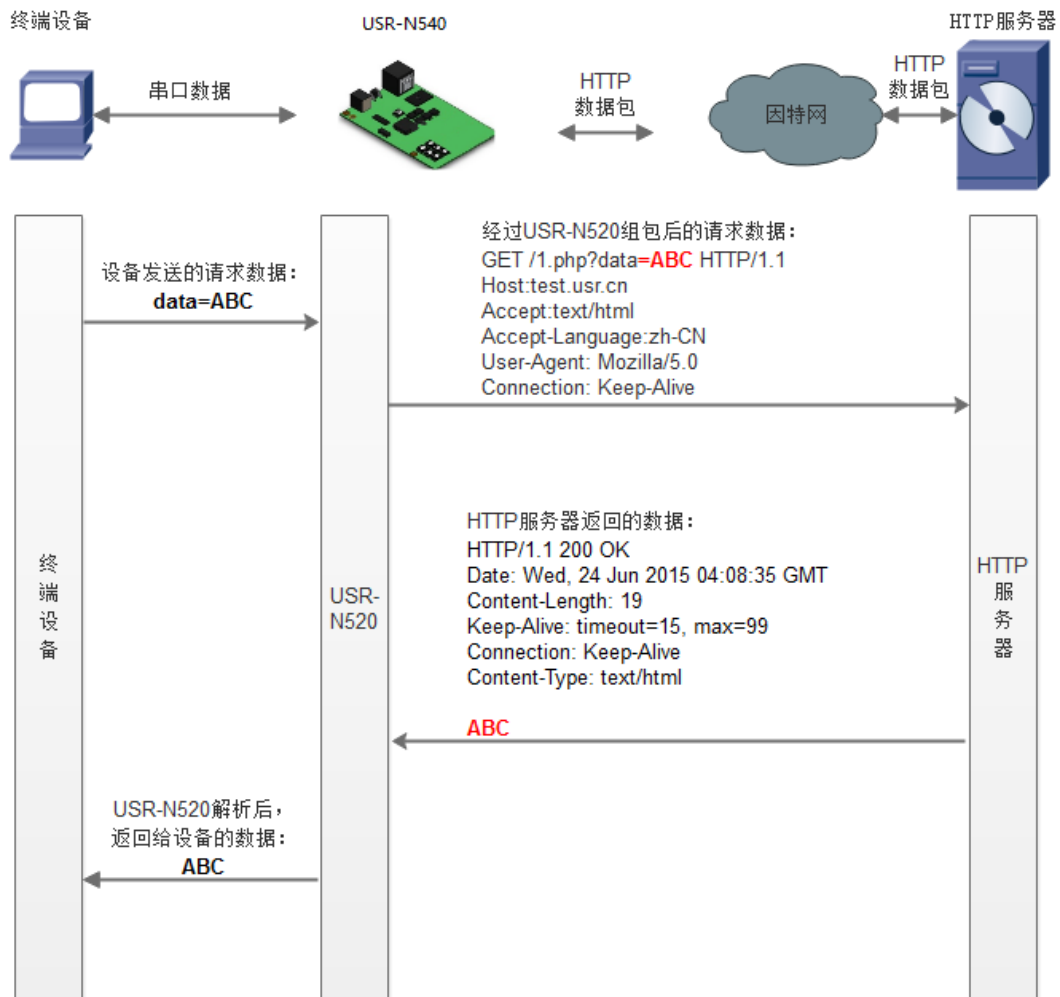 终端设备
USR-N540
HTTP服务器
串口数据
HTTP
数据包
因特网
HTTP
数据包
经过USR-N520组包后的请求数据：
GET /1.php?data=ABC HTTP/1.1
Host:test.usr.cn
Accept:text/html
Accept-Language:zh-CN
User-Agent: Mozilla/5.0
Connection: Keep-Alive
设备发送的请求数据：
data=ABC
HTTP服务器返回的数据：
HTTP/1.1 200 OK
Date: Wed, 24 Jun 2015 04:08:35 GMT
Content-Length: 19
Keep-Alive: timeout=15, max=99
Connection: Keep-Alive
Content-Type: text/html
ABC
终
端
设
备
USR-
N520
HTTP
服
务
器
USR-N520解析后，
返回给设备的数据：
ABC